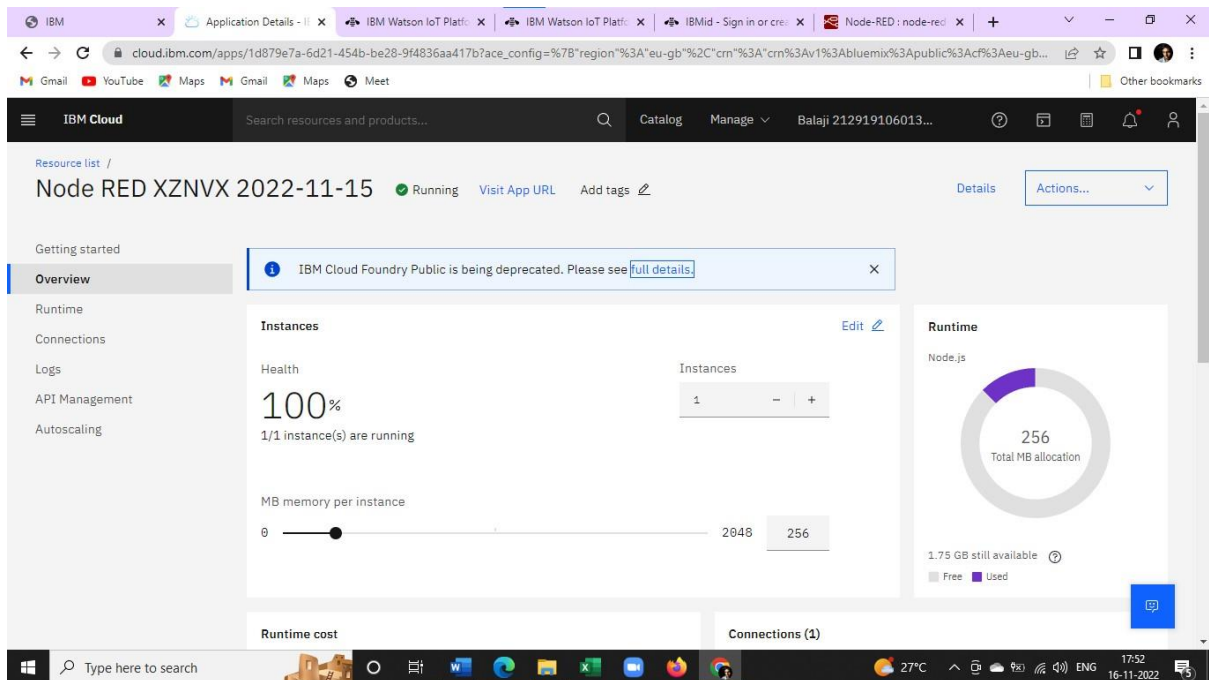 IBM
Application Details - I
IBM Watson IoT Platfo
IBM Watson IoT Platfo
IBMid - Sign in or crea
Node-RED : node-red
cloud.ibm.com/apps/1d879e7a-6d21-454b-be28-9f4836aa417b?ace_config=%7B"region"%3A"eu-gb"%2C"crn"%3A"crn%3Av1%3Abluemix%3Apublic%3Acf%3Aeu-gb...
Gmail YouTube Maps Gmail Maps Meet Other bookmarks
IBM Cloud Search resources and products... Catalog Manage Balaji 212919106013...
Resource list /
Node RED XZNVX 2022-11-15 Running Visit App URL Add tags Details Actions...
Getting started
Overview
Runtime
Connections
Logs
API Management
Autoscaling
IBM Cloud Foundry Public is being deprecated. Please see full details.
Instances Edit
Health
100%
1/1 instance(s) are running
Instances
1 - +
MB memory per instance
0 2048 256
Runtime
Node.js
256
Total MB allocation
1.75 GB still available
Free Used
Runtime cost
Connections (1)
Type here to search
27°C ENG 17:52
16-11-2022
5